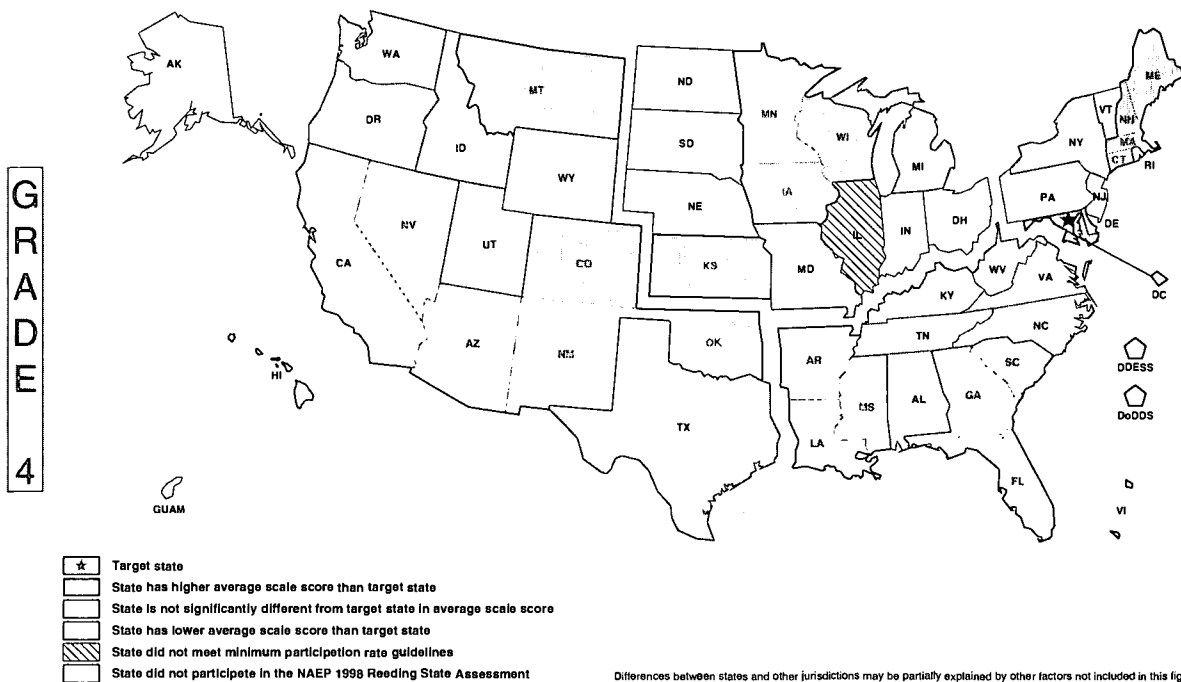 GRADE 4
AK
WA
MT
ND
MN
ME
VT
NH
DR
ID
SD
WI
MI
NY
MA
CT
RI
WY
NE
IA
PA
NJ
DE
NV
UT
CO
KS
IL
IN
DH
CA
MD
WV
VA
DC
KY
AZ
NM
OK
AR
TN
NC
SC
DDESS
HI
TX
LA
MS
AL
GA
DoDDS
FL
GUAM
VI
Target state
State has higher average scale score than target state
State is not significantly different from target state in average scale score
State has lower average scale score than target state
State did not meet minimum participation rate guidelines
State did not participate in the NAEP 1998 Reeding State Assessment
Differences between states and other jurisdictions may be partially explained by other factors not included in this fig